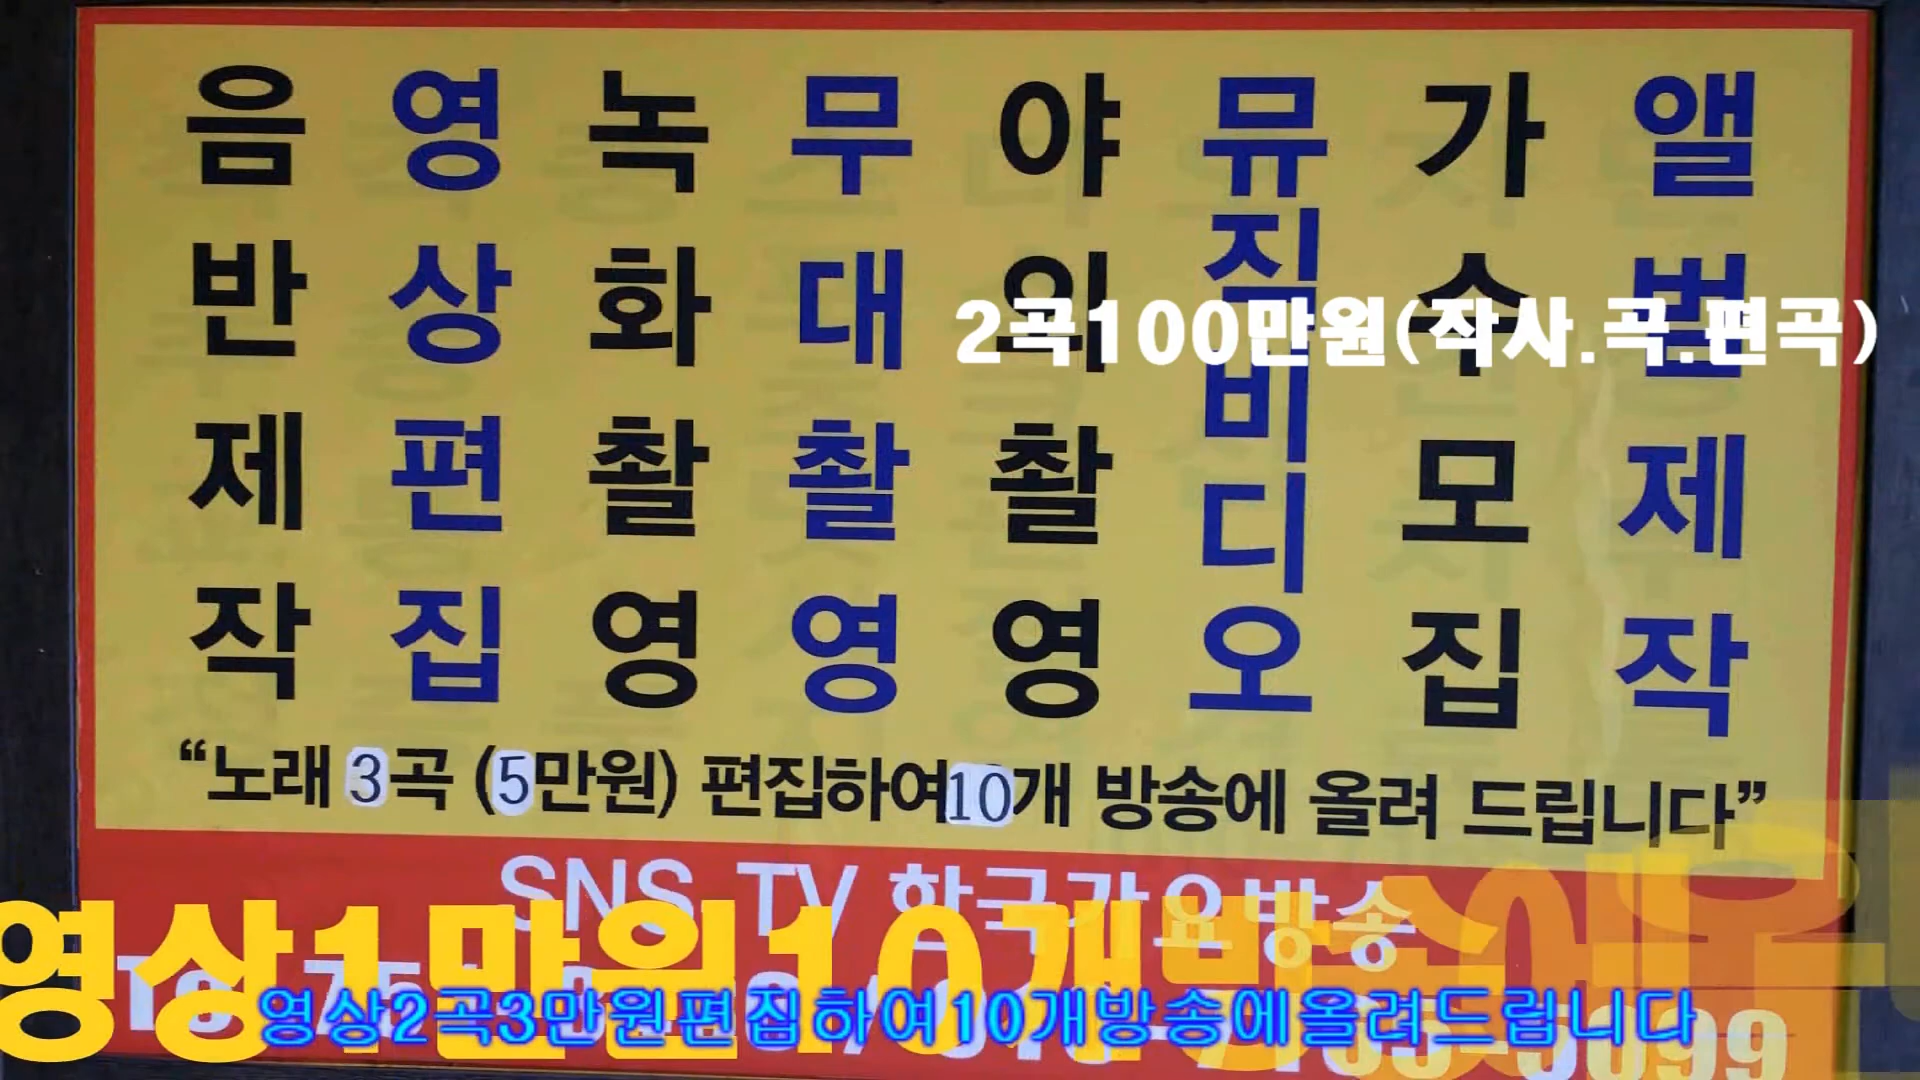 음반제작
영상편집
녹화촬영
무대촬영
야외촬영
뮤직비디오
가수모집
앨범제작
2곡100만원(작사.곡.편곡)
“노래 3곡 (5만원) 편집하여10개 방송에 올려 드립니다”
SNS TV 한국가요방송
영상1만원10개방송에올
영상2곡3만원편집하여10개방송에올려드립니다